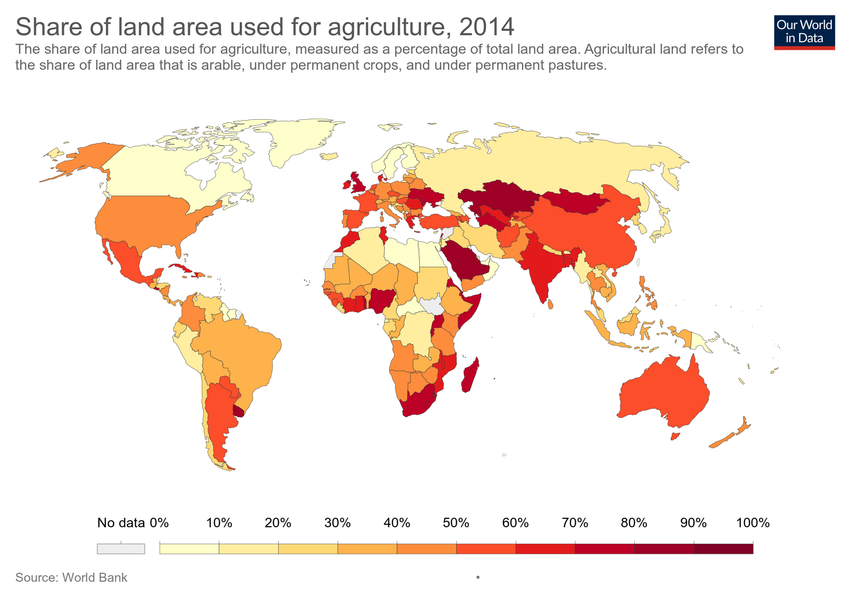 Share of land area used for agriculture, 2014
Our World
in Data
The share of land area used for agriculture, measured as a percentage of total land area. Agricultural land refers to
the share of land area that is arable, under permanent crops, and under permanent pastures.
No data 0% 10% 20% 30% 40% 50% 60% 70% 80% 90% 100%
Source: World Bank